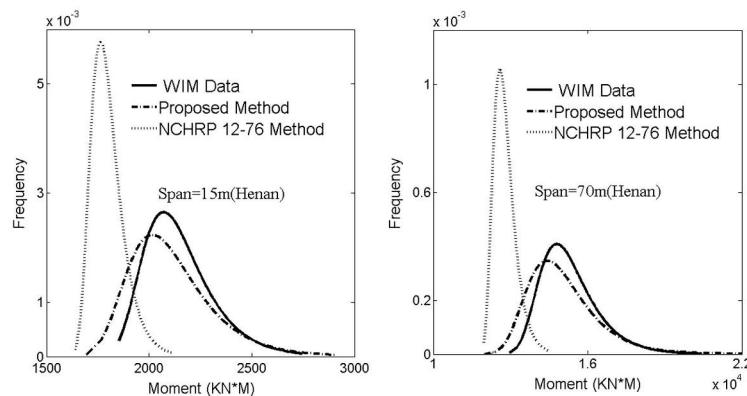 x 10⁻³
6
WIM Data
Proposed Method
NCHRP 12-76 Method
Span=15m(Henan)
Frequency
3
1
0
1500 2000 2500 3000
Moment (KN*M)
x 10⁻³
1
WIM Data
Proposed Method
NCHRP 12-76 Method
Span=70m(Henan)
Frequency
0.6
0.2
0
1 1.6 2.2
x 10⁴
Moment (KN*M)